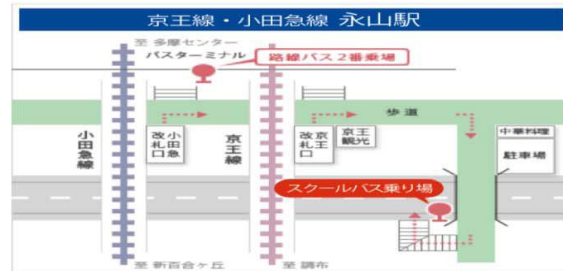 京王線・小田急線 永山駅
至 多摩センター
バスターミナル
路線バス2番乗場
歩道
小田急線
小田急改札口
京王線
京王改札口
京王観光
中華料理
駐車場
スクールバス乗り場
至 新百合ヶ丘
至 調布